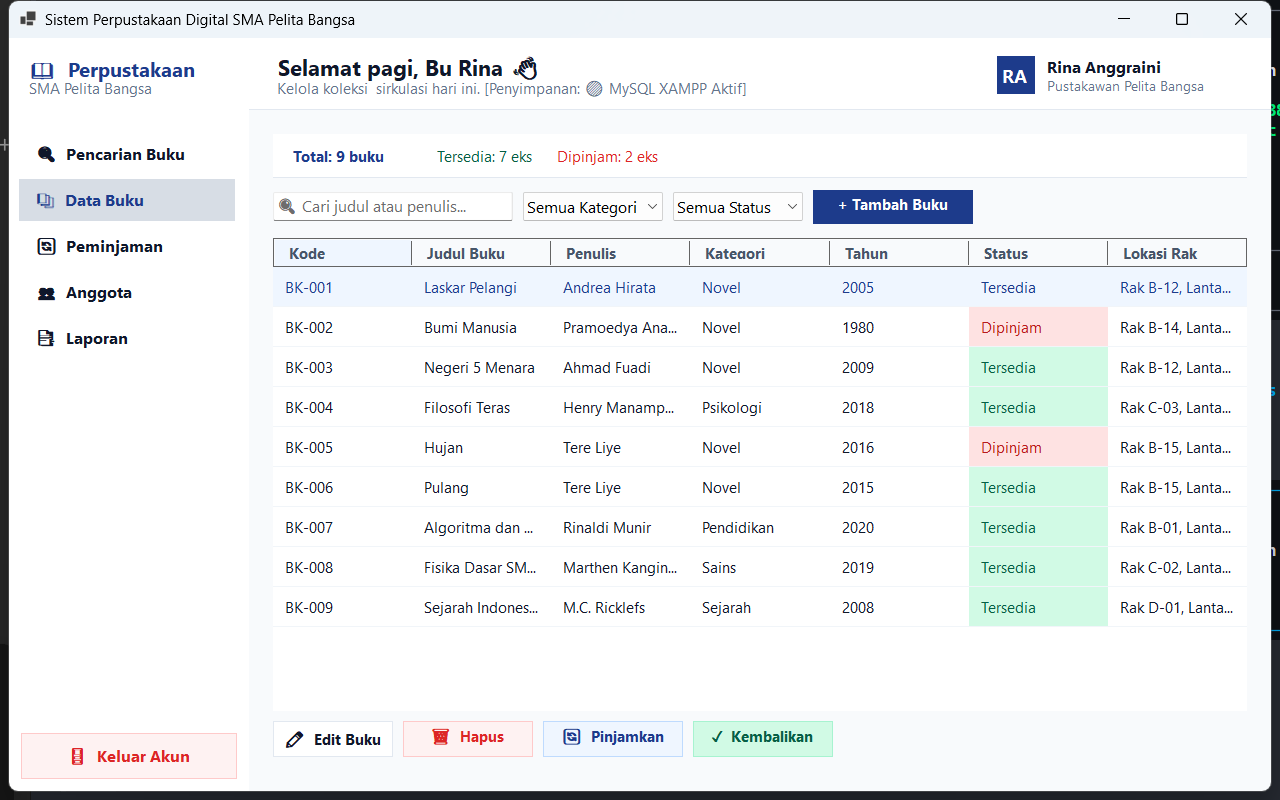 Sistem Perpustakaan Digital SMA Pelita Bangsa
Perpustakaan
SMA Pelita Bangsa
Selamat pagi, Bu Rina
Kelola koleksi sirkulasi hari ini. [Penyimpanan: MySQL XAMPP Aktif]
RA
Rina Anggraini
Pustakawan Pelita Bangsa
Pencarian Buku
Data Buku
Peminjaman
Anggota
Laporan
Keluar Akun
Total: 9 buku Tersedia: 7 eks Dipinjam: 2 eks
Cari judul atau penulis... Semua Kategori Semua Status + Tambah Buku
Kode Judul Buku Penulis Kategori Tahun Status Lokasi Rak
BK-001 Laskar Pelangi Andrea Hirata Novel 2005 Tersedia Rak B-12, Lanta...
BK-002 Bumi Manusia Pramoedya Ana... Novel 1980 Dipinjam Rak B-14, Lanta...
BK-003 Negeri 5 Menara Ahmad Fuadi Novel 2009 Tersedia Rak B-12, Lanta...
BK-004 Filosofi Teras Henry Manamp... Psikologi 2018 Tersedia Rak C-03, Lanta...
BK-005 Hujan Tere Liye Novel 2016 Dipinjam Rak B-15, Lanta...
BK-006 Pulang Tere Liye Novel 2015 Tersedia Rak B-15, Lanta...
BK-007 Algoritma dan ... Rinaldi Munir Pendidikan 2020 Tersedia Rak B-01, Lanta...
BK-008 Fisika Dasar SM... Marthen Kangin... Sains 2019 Tersedia Rak C-02, Lanta...
BK-009 Sejarah Indones... M.C. Ricklefs Sejarah 2008 Tersedia Rak D-01, Lanta...
Edit Buku Hapus Pinjamkan ✓ Kembalikan